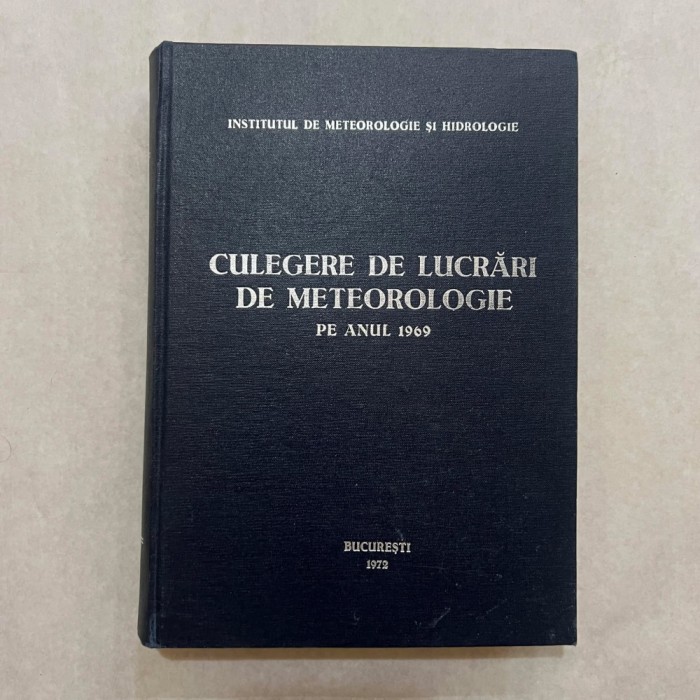 INSTITUTUL DE METEOROLOGIE ȘI HIDROLOGIE
CULEGERE DE LUCRĂRI
DE METEOROLOGIE
PE ANUL 1969
BUCUREȘTI
1972